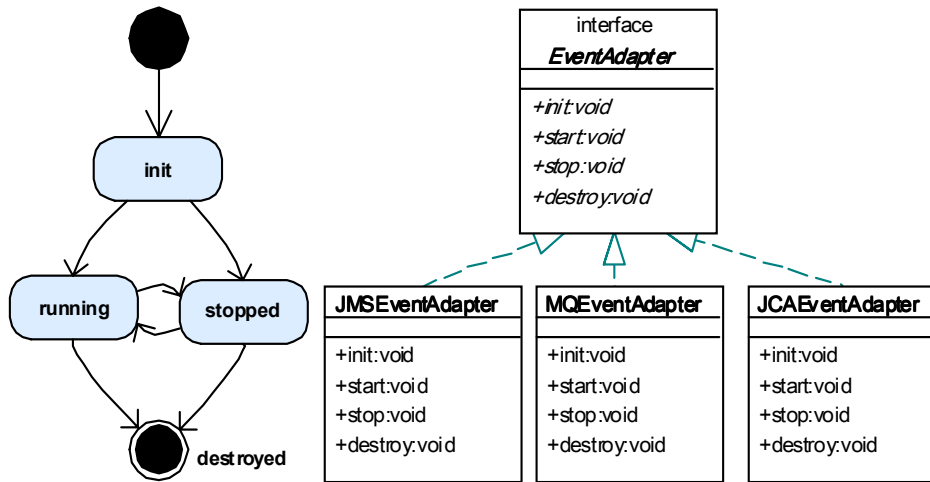 init
running
stopped
destroyed
interface
EventAdapter
+init:void
+start:void
+stop:void
+destroy:void
JMSEventAdapter
+init:void
+start:void
+stop:void
+destroy:void
MQEventAdapter
+init:void
+start:void
+stop:void
+destroy:void
JCAEventAdapter
+init:void
+start:void
+stop:void
+destroy:void